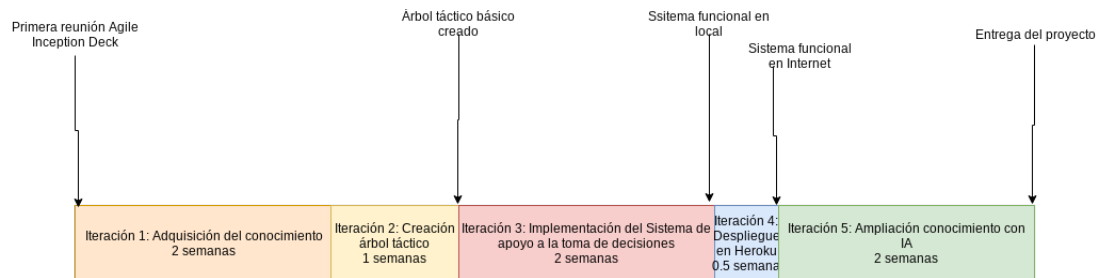 Primera reunión Agile
Inception Deck
Árbol táctico básico
creado
Ssitema funcional en
local
Sistema funcional
en Internet
Entrega del proyecto
Iteración 1: Adquisición del conocimiento
2 semanas
Iteración 2: Creación
árbol táctico
1 semanas
Iteración 3: Implementación del Sistema de
apoyo a la toma de decisiones
2 semanas
Iteración 4:
Despliegue
en Heroku
0.5 semana
Iteración 5: Ampliación conocimiento con
IA
2 semanas